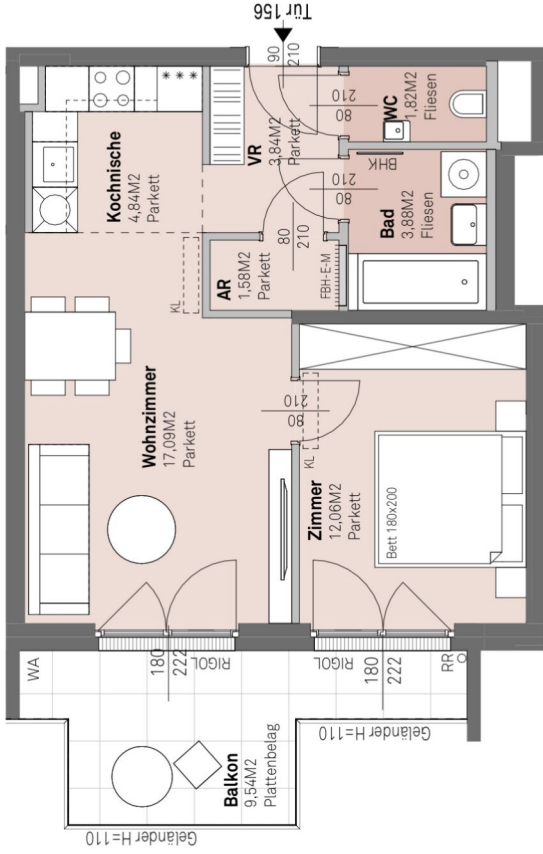 Tür 156
90
210
Kochnische
4,84M2
Parkett
VR
3,84M2
Parkett
80
210
WC
1,82M2
Fliesen
80
210
BHK
Bad
3,88M2
Fliesen
80
210
AR
1,58M2
Parkett
FBH-E-M
KL
Wohnzimmer
17,09M2
Parkett
80
210
KL
Zimmer
12,06M2
Parkett
Bett 180x200
WA
180
222
RIGOL
RIGOL
180
222
RR
Balkon
9,54M2
Plattenbelag
Geländer H=110
Geländer H=110